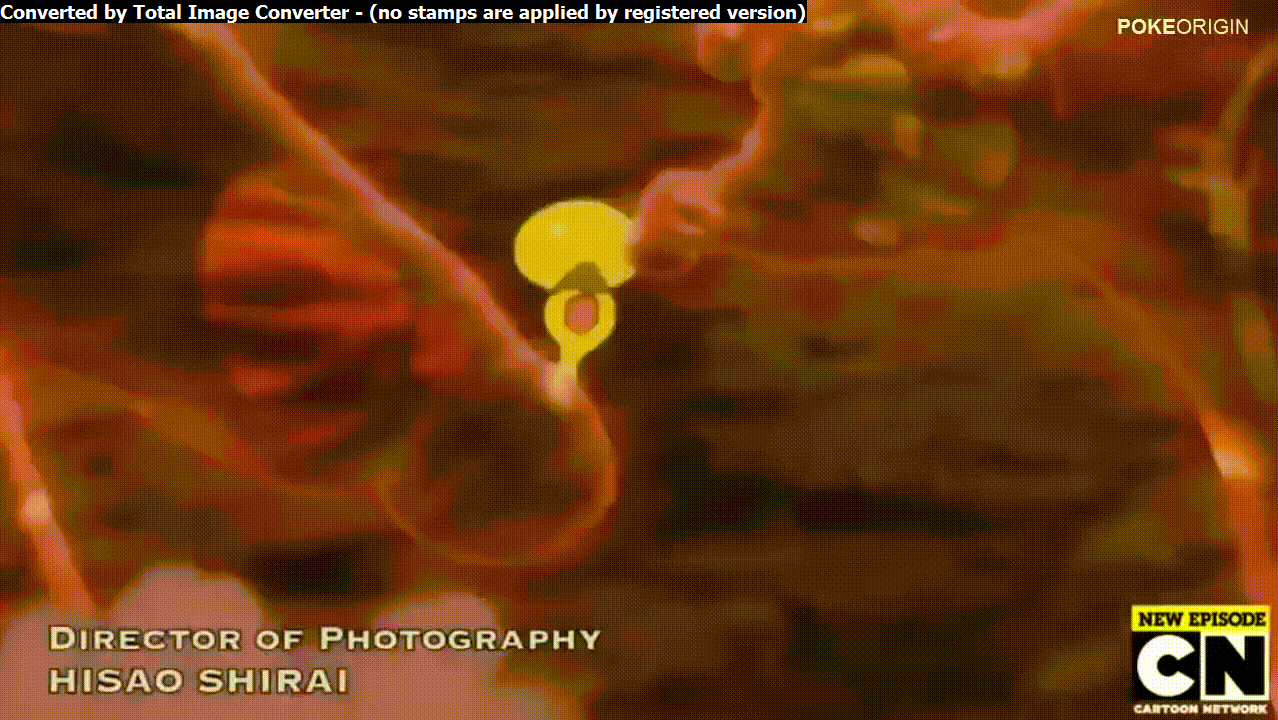 Converted by Total Image Converter - (no stamps are applied by registered version)
POKEORIGIN
DIRECTOR OF PHOTOGRAPHY
HISAO SHIRAI
NEW EPISODE
CN
CARTOON NETWORK